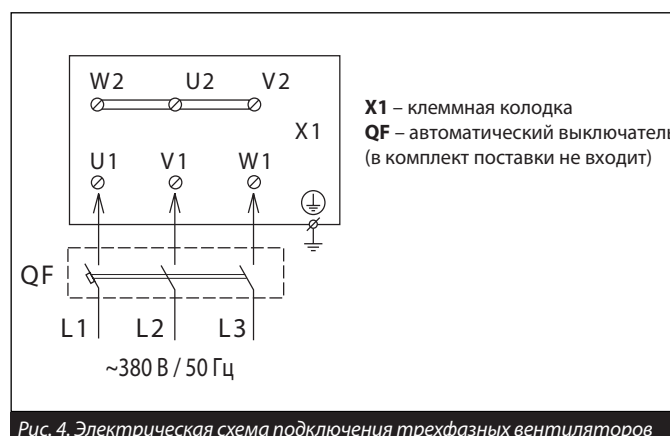 W2 U2 V2
X1
U1 V1 W1
QF
L1 L2 L3
~380 В / 50 Гц
X1 – клеммная колодка
QF – автоматический выключатель
(в комплект поставки не входит)
Рис. 4. Электрическая схема подключения трехфазных вентиляторов